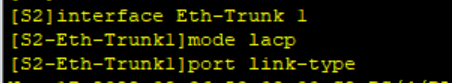 [S2]interface Eth-Trunk 1
[S2-Eth-Trunk1]mode lacp
[S2-Eth-Trunk1]port link-type